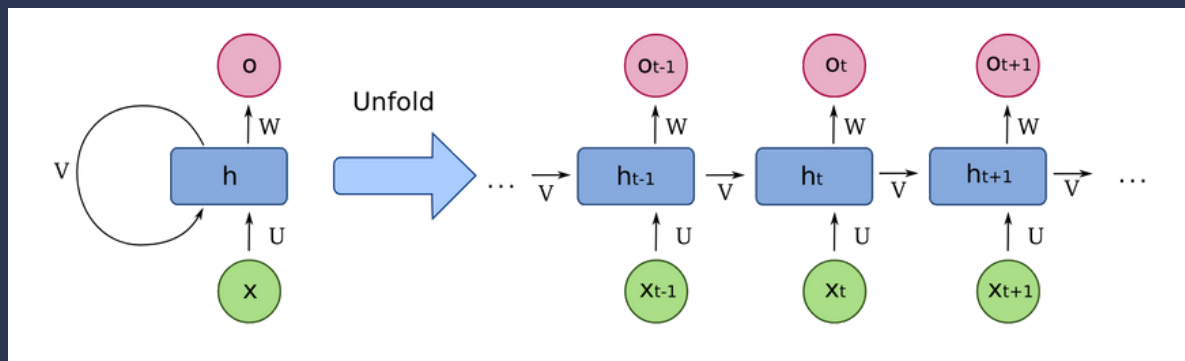 o
Ot-1
Ot
Ot+1
Unfold
W
W
W
W
V
h
...
V
ht-1
V
ht
V
ht+1
V
...
U
U
U
U
x
Xt-1
Xt
Xt+1